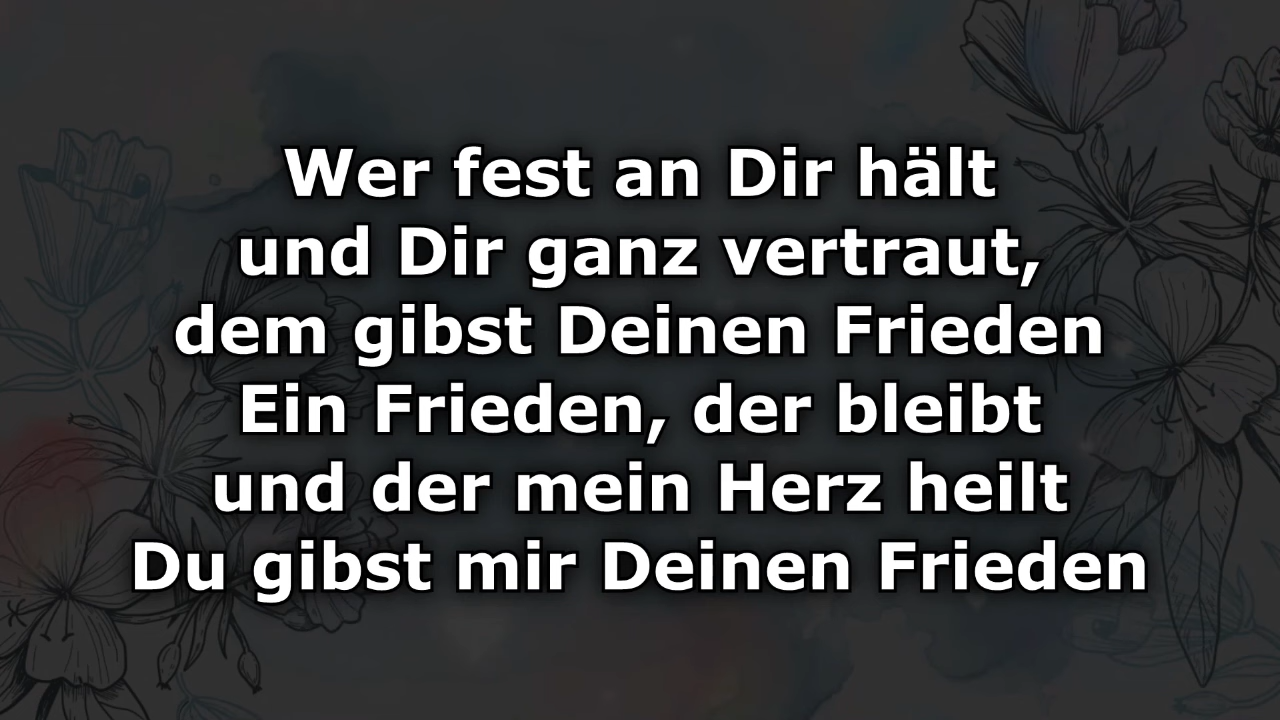 Wer fest an Dir hält
und Dir ganz vertraut,
dem gibst Deinen Frieden
Ein Frieden, der bleibt
und der mein Herz heilt
Du gibst mir Deinen Frieden